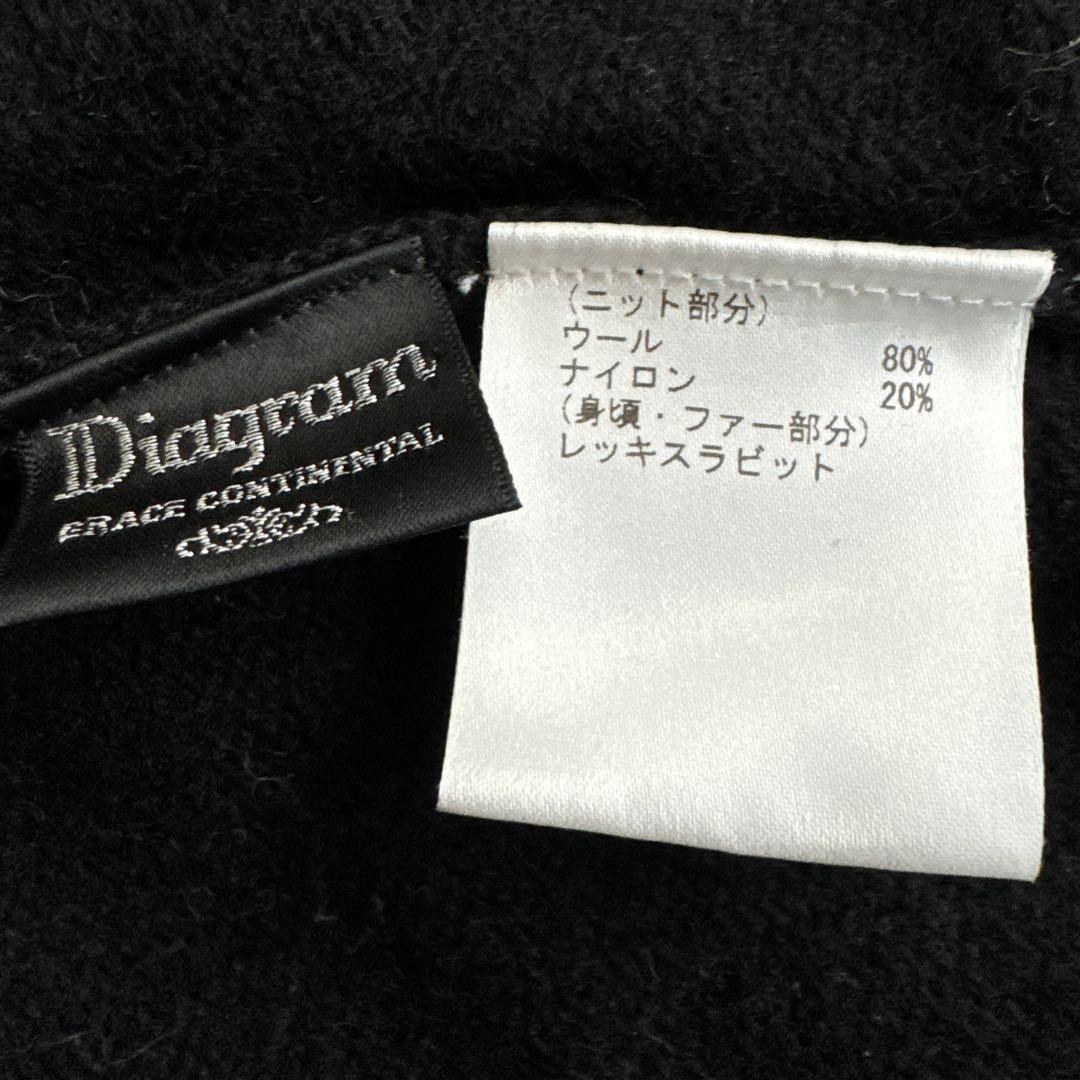 Diagram
GRACE CONTINENTAL
(ニット部分)
ウール 80%
ナイロン 20%
(身頃・ファー部分)
レッキスラビット